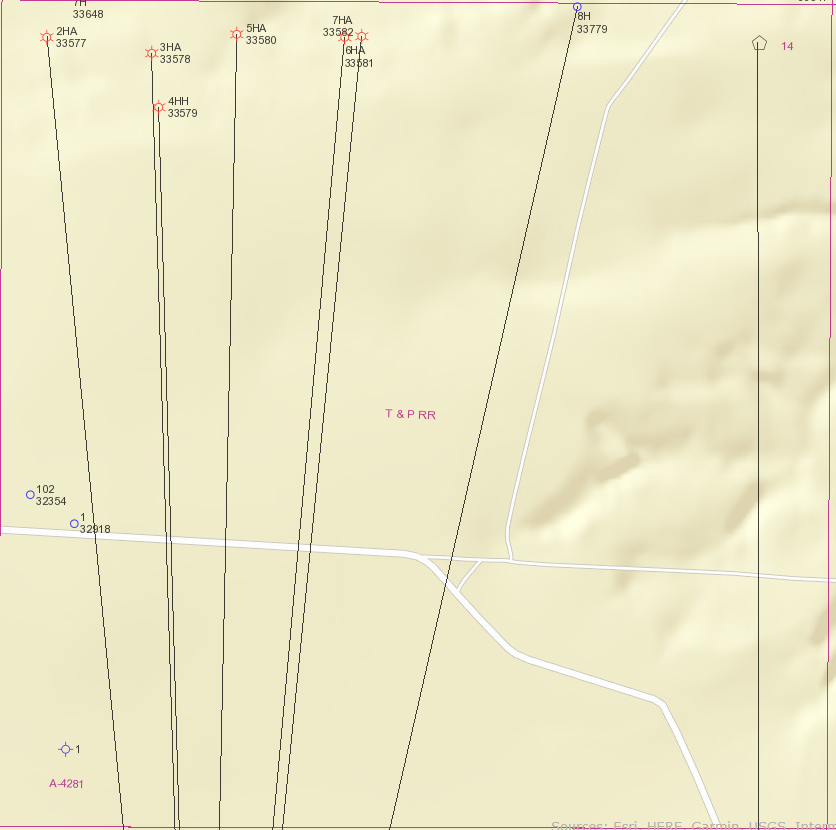 7H
33648
2HA
33577
3HA
33578
4HH
33579
5HA
33580
7HA
33582
6HA
33581
8H
33779
14
T & P RR
102
32354
1
32918
1
A-4281
Sources: Esri, HERE, Garmin, USGS, Interm